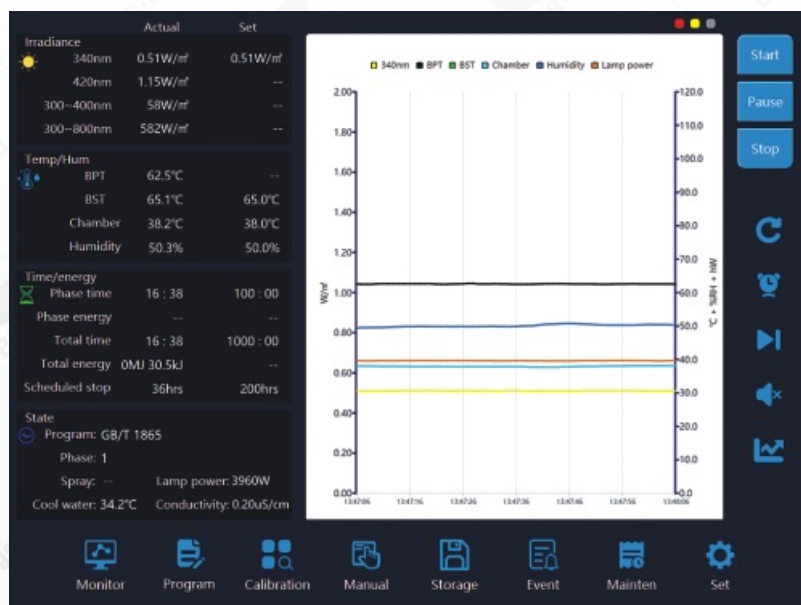 Actual Set
Irradiance
340nm 0.51W/㎡ 0.51W/㎡
420nm 1.15W/㎡ --
300~400nm 58W/㎡ --
300~800nm 582W/㎡ --
Temp/Hum
BPT 62.5℃ --
BST 65.1℃ 65.0℃
Chamber 38.2℃ 38.0℃
Humidity 50.3% 50.0%
Time/energy
Phase time 16 : 38 100 : 00
Phase energy -- --
Total time 16 : 38 1000 : 00
Total energy 0MJ 30.5kJ --
Scheduled stop 36hrs 200hrs
State
Program: GB/T 1865
Phase: 1
Spray: -- Lamp power: 3960W
Cool water: 34.2℃ Conductivity: 0.20uS/cm
340nm BPT BST Chamber Humidity Lamp power
2.00 120.0
1.80 110.0
1.60 100.0
1.40 90.0
1.20 80.0
1.00 70.0
0.80 60.0
0.60 50.0
0.40 40.0
0.20 30.0
0.00 20.0
10.0
0.0
W/㎡
℃ + %RH + hW
13:47:06 13:47:16 13:47:26 13:47:36 13:47:46 13:47:56 13:48:06
Start
Pause
Stop
Monitor Program Calibration Manual Storage Event Mainten Set